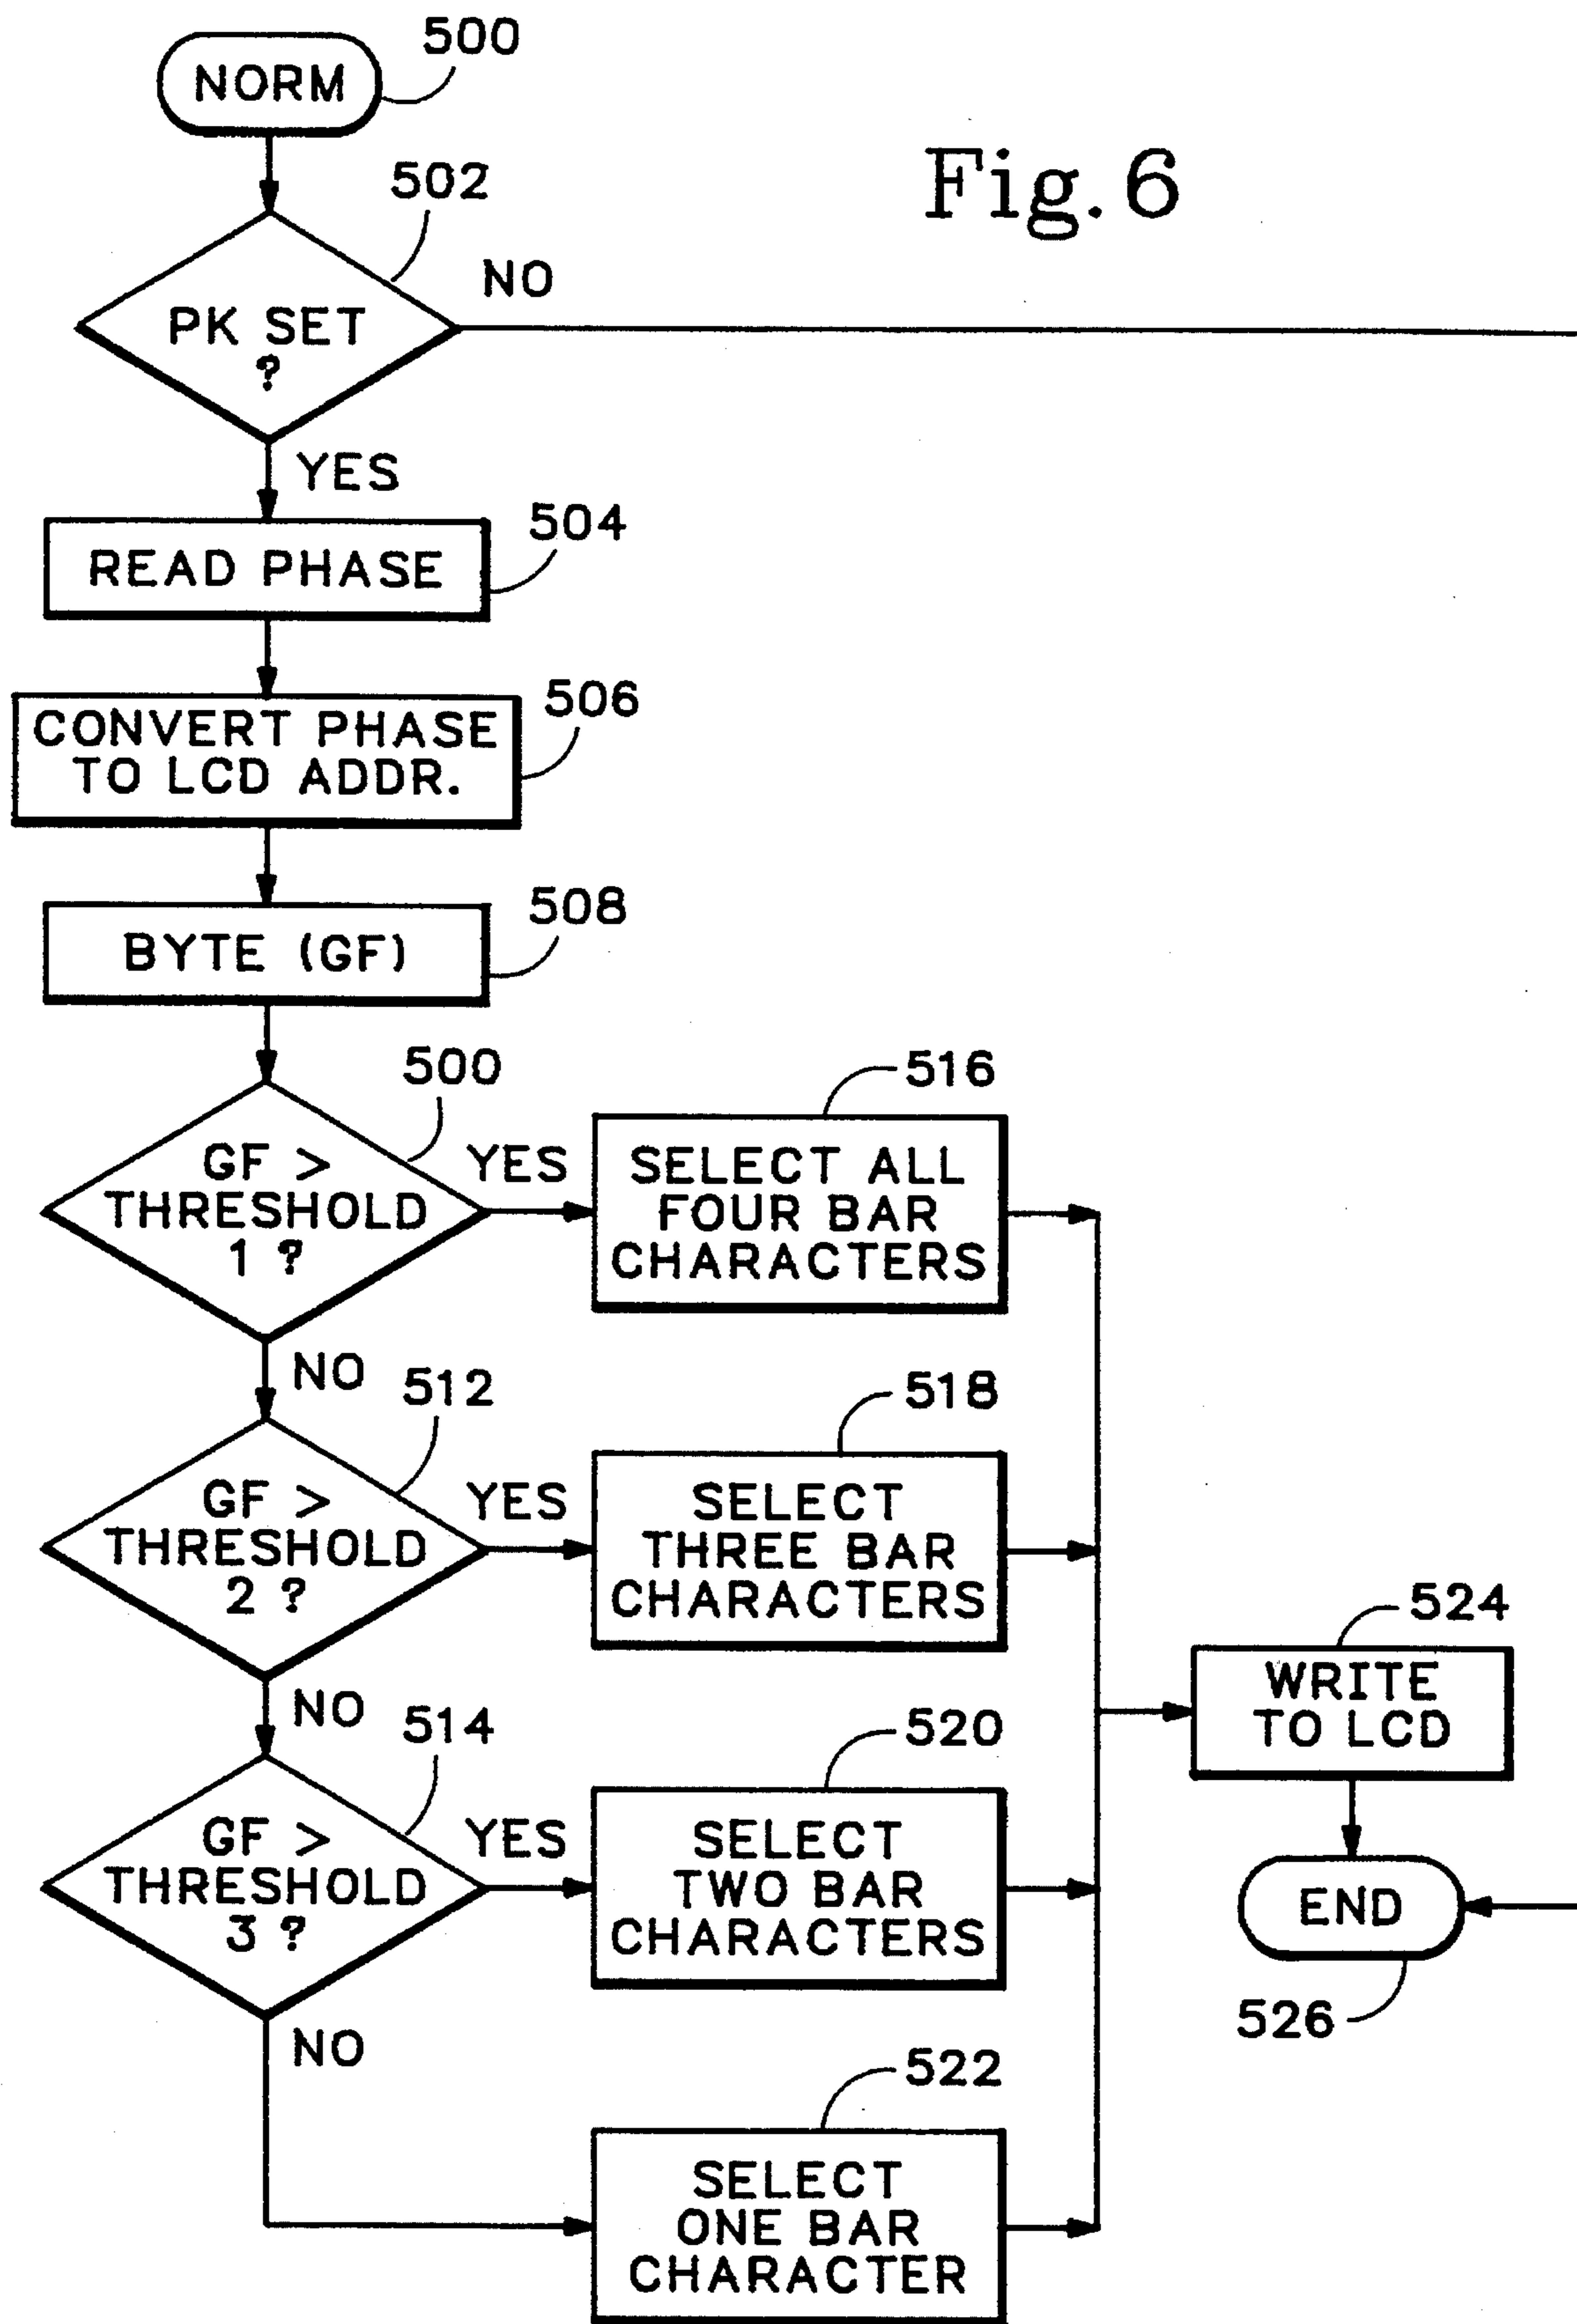 500
NORM
Fig. 6
502
NO
PK SET
?
YES
504
READ PHASE
506
CONVERT PHASE
TO LCD ADDR.
508
BYTE (GF)
500
516
GF >
THRESHOLD
1 ?
YES
SELECT ALL
FOUR BAR
CHARACTERS
NO
512
518
GF >
THRESHOLD
2 ?
YES
SELECT
THREE BAR
CHARACTERS
NO
514
520
GF >
THRESHOLD
3 ?
YES
SELECT
TWO BAR
CHARACTERS
NO
522
SELECT
ONE BAR
CHARACTER
524
WRITE
TO LCD
END
526